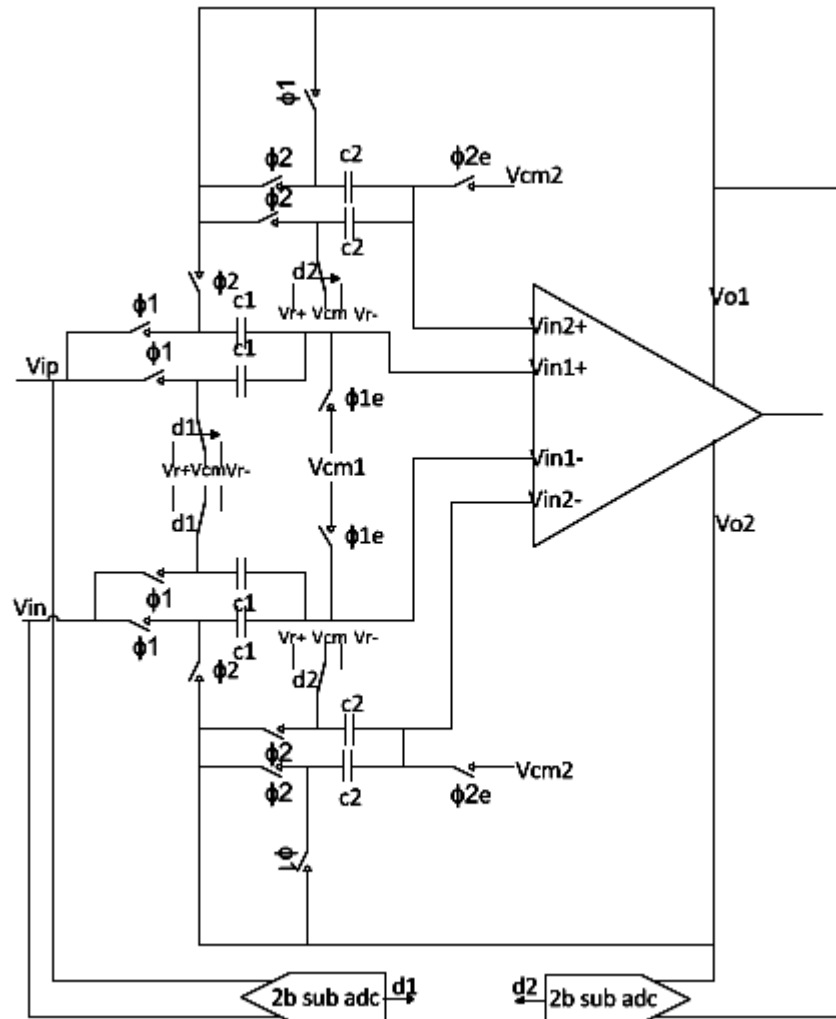 ϕ1
ϕ2
c2
ϕ2e
Vcm2
ϕ2
c2
ϕ2
d2
Vr+ Vcm Vr-
Vo1
ϕ1
c1
Vin2+
ϕ1
c1
Vip
Vin1+
ϕ1e
d1
Vr+VcmVr-
Vcm1
Vin1-
Vin2-
d1
ϕ1e
Vo2
Vin
ϕ1
c1
ϕ1
c1
Vr+ Vcm Vr-
ϕ2
d2
c2
ϕ2
Vcm2
ϕ2
c2
ϕ2e
ϕ1
2b sub adc
d1
d2
2b sub adc